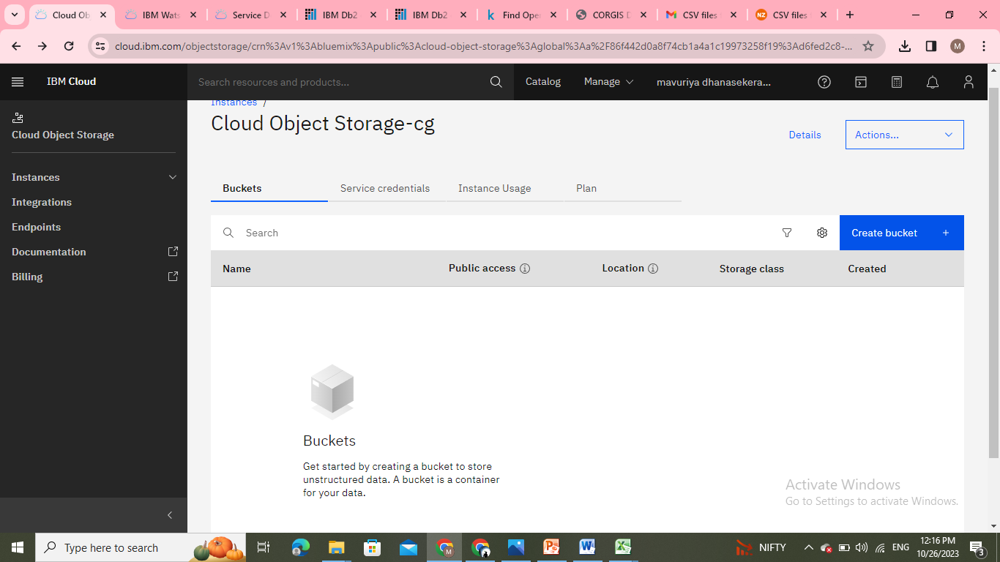 Cloud Ob
IBM Wats
Service D
IBM Db2
IBM Db2
k
Find Ope
CORGIS D
CSV files
NZ
CSV files
cloud.ibm.com/objectstorage/crn%3Av1%3Abluemix%3Apublic%3Acloud-object-storage%3Aglobal%3Aa%2F86f442d0a8f74cb1a4a1c19973258f19%3Ad6fed2c8-...
M
IBM Cloud
Search resources and products...
Catalog
Manage
mavuriya dhanasekera...
Instances /
Cloud Object Storage-cg
Details
Actions...
Cloud Object Storage
Instances
Integrations
Endpoints
Documentation
Billing
Buckets
Service credentials
Instance Usage
Plan
Search
Create bucket +
Name
Public access
Location
Storage class
Created
Buckets
Get started by creating a bucket to store
unstructured data. A bucket is a container
for your data.
Activate Windows
Go to Settings to activate Windows.
Type here to search
NIFTY
ENG
12:16 PM
10/26/2023
3